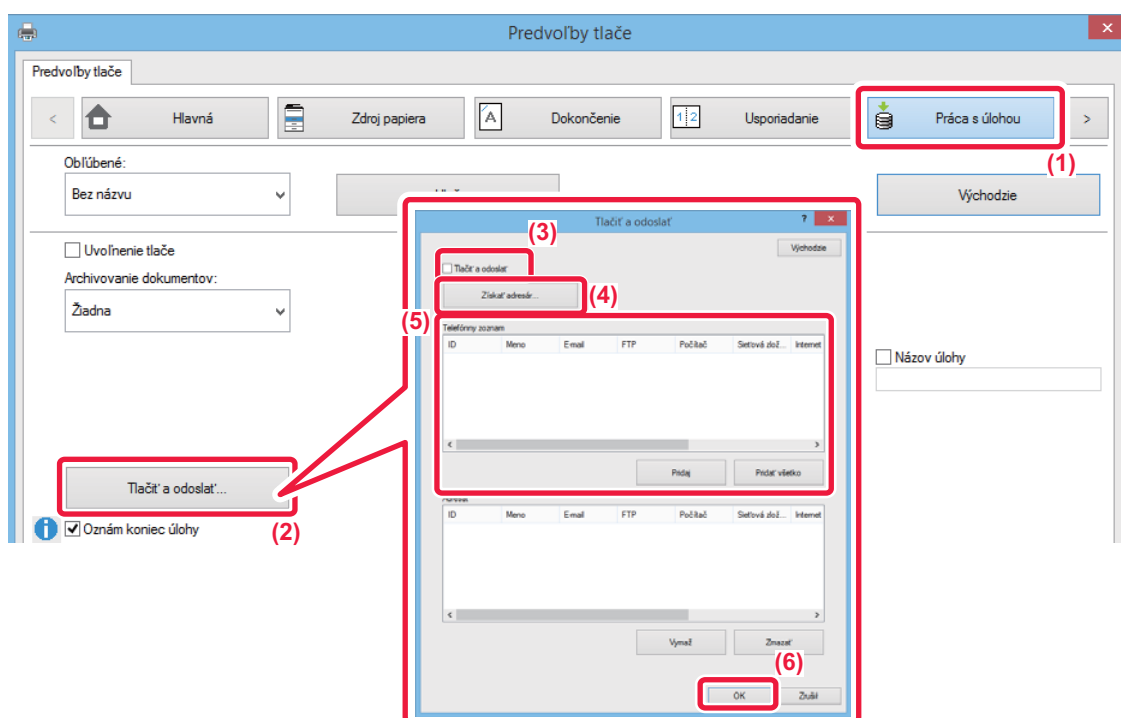 Predvoľby tlače
Predvoľby tlače
< Hlavná Zdroj papiera A Dokončenie 1 2 Usporiadanie Práca s úlohou >
(1)
Obľúbené:
Bez názvu
Východzie
Tlačiť a odoslať ? x
(3)
Východzie
Uvoľnenie tlače
Tlačiť a odoslať
Archivovanie dokumentov:
Získať adresár...
(4)
Žiadna
(5)
Telefónny zoznam
ID Meno E-mail FTP Počítač Sieťová zlož... Internet
Názov úlohy
< >
Pridaj Pridať všetko
Tlačiť a odoslať...
(2)
ID Meno E-mail FTP Počítač Sieťová zlož... Internet
i Oznám koniec úlohy
< >
Vymaž Zmazať
(6)
OK Zrušiť